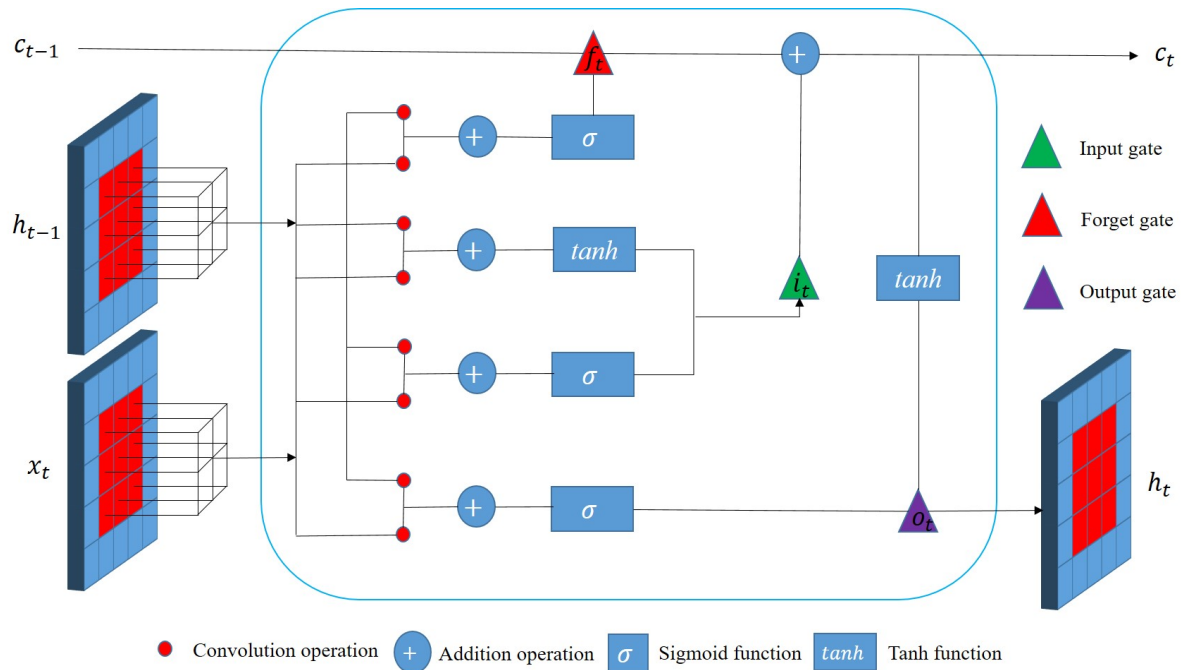 c_{t-1}
f_t
+
c_t
+
σ
Input gate
h_{t-1}
+
tanh
i_t
tanh
Forget gate
Output gate
+
σ
x_t
+
σ
o_t
h_t
Convolution operation
+
Addition operation
σ
Sigmoid function
tanh
Tanh function